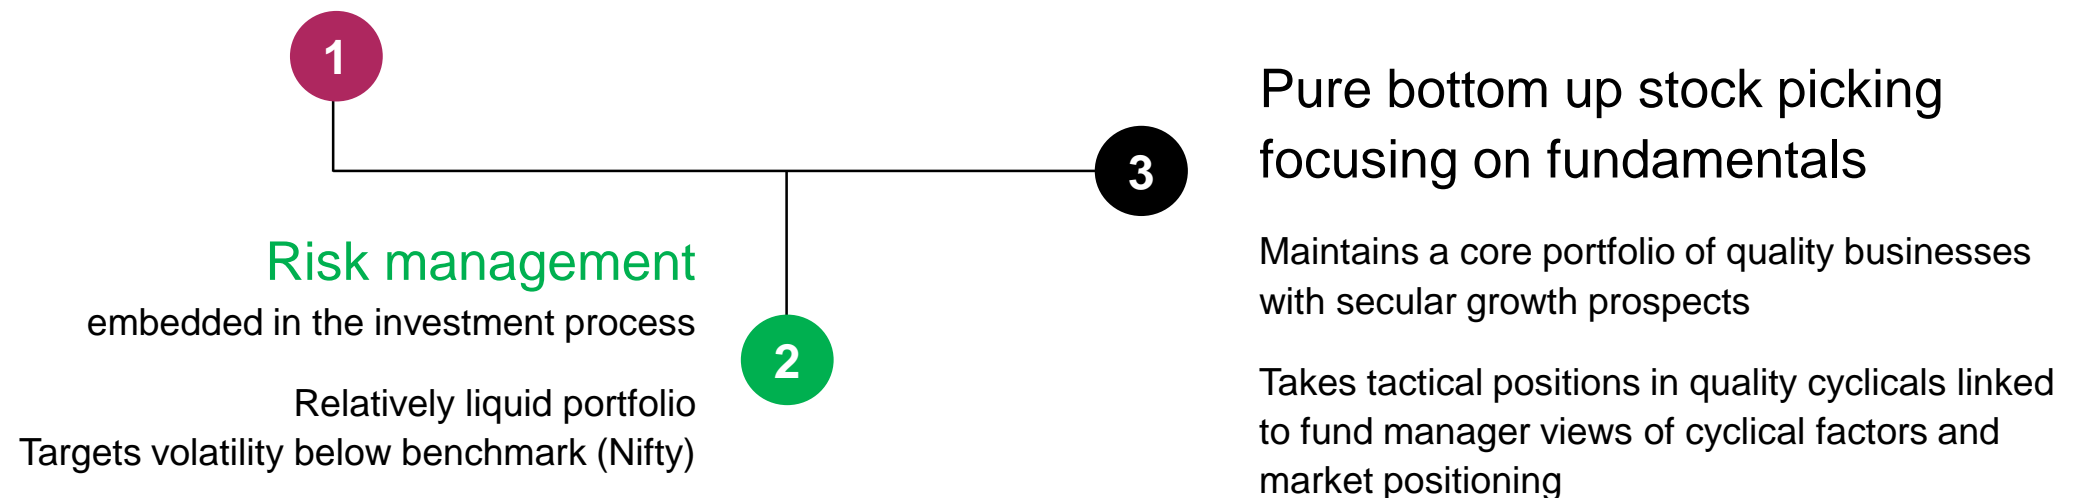 1
Risk management
embedded in the investment process
Relatively liquid portfolio
Targets volatility below benchmark (Nifty)
2
3
Pure bottom up stock picking
focusing on fundamentals
Maintains a core portfolio of quality businesses
with secular growth prospects
Takes tactical positions in quality cyclicals linked
to fund manager views of cyclical factors and
market positioning